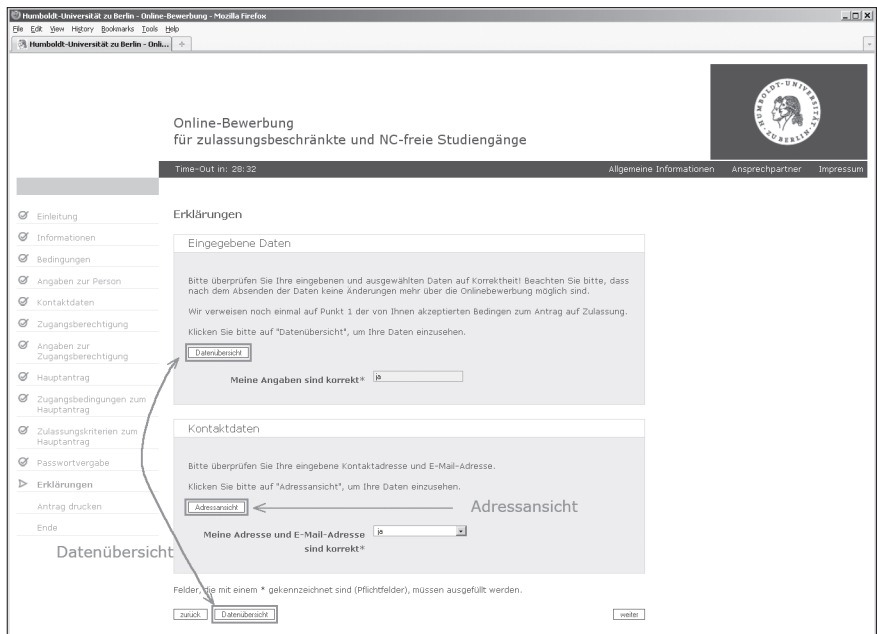 Humboldt-Universität zu Berlin - Online-Bewerbung - Mozilla Firefox
File Edit View History Bookmarks Tools Help
Humboldt-Universität zu Berlin - Onli...
Online-Bewerbung
für zulassungsbeschränkte und NC-freie Studiengänge
HUMBOLDT-UNIVERSITÄT ZU BERLIN
Time-Out in: 28:32 Allgemeine Informationen Ansprechpartner Impressum
Einleitung
Informationen
Bedingungen
Angaben zur Person
Kontaktdaten
Zugangsberechtigung
Angaben zur
Zugangsberechtigung
Hauptantrag
Zugangsbedingungen zum
Hauptantrag
Zulassungskriterien zum
Hauptantrag
Passwortvergabe
Erklärungen
Antrag drucken
Ende
Datenübersicht
Erklärungen
Eingegebene Daten
Bitte überprüfen Sie Ihre eingebenen und ausgewählten Daten auf Korrektheit! Beachten Sie bitte, dass
nach dem Absenden der Daten keine Änderungen mehr über die Onlinebewerbung möglich sind.
Wir verweisen noch einmal auf Punkt 1 der von Ihnen akzeptierten Bedingen zum Antrag auf Zulassung.
Klicken Sie bitte auf "Datenübersicht", um Ihre Daten einzusehen.
Datenübersicht
Meine Angaben sind korrekt* ja
Kontaktdaten
Bitte überprüfen Sie Ihre eingebene Kontaktadresse und E-Mail-Adresse.
Klicken Sie bitte auf "Adressansicht", um Ihre Daten einzusehen.
Adressansicht Adressansicht
Meine Adresse und E-Mail-Adresse ja
sind korrekt*
Felder, die mit einem * gekennzeichnet sind (Pflichtfelder), müssen ausgefüllt werden.
zurück Datenübersicht weiter